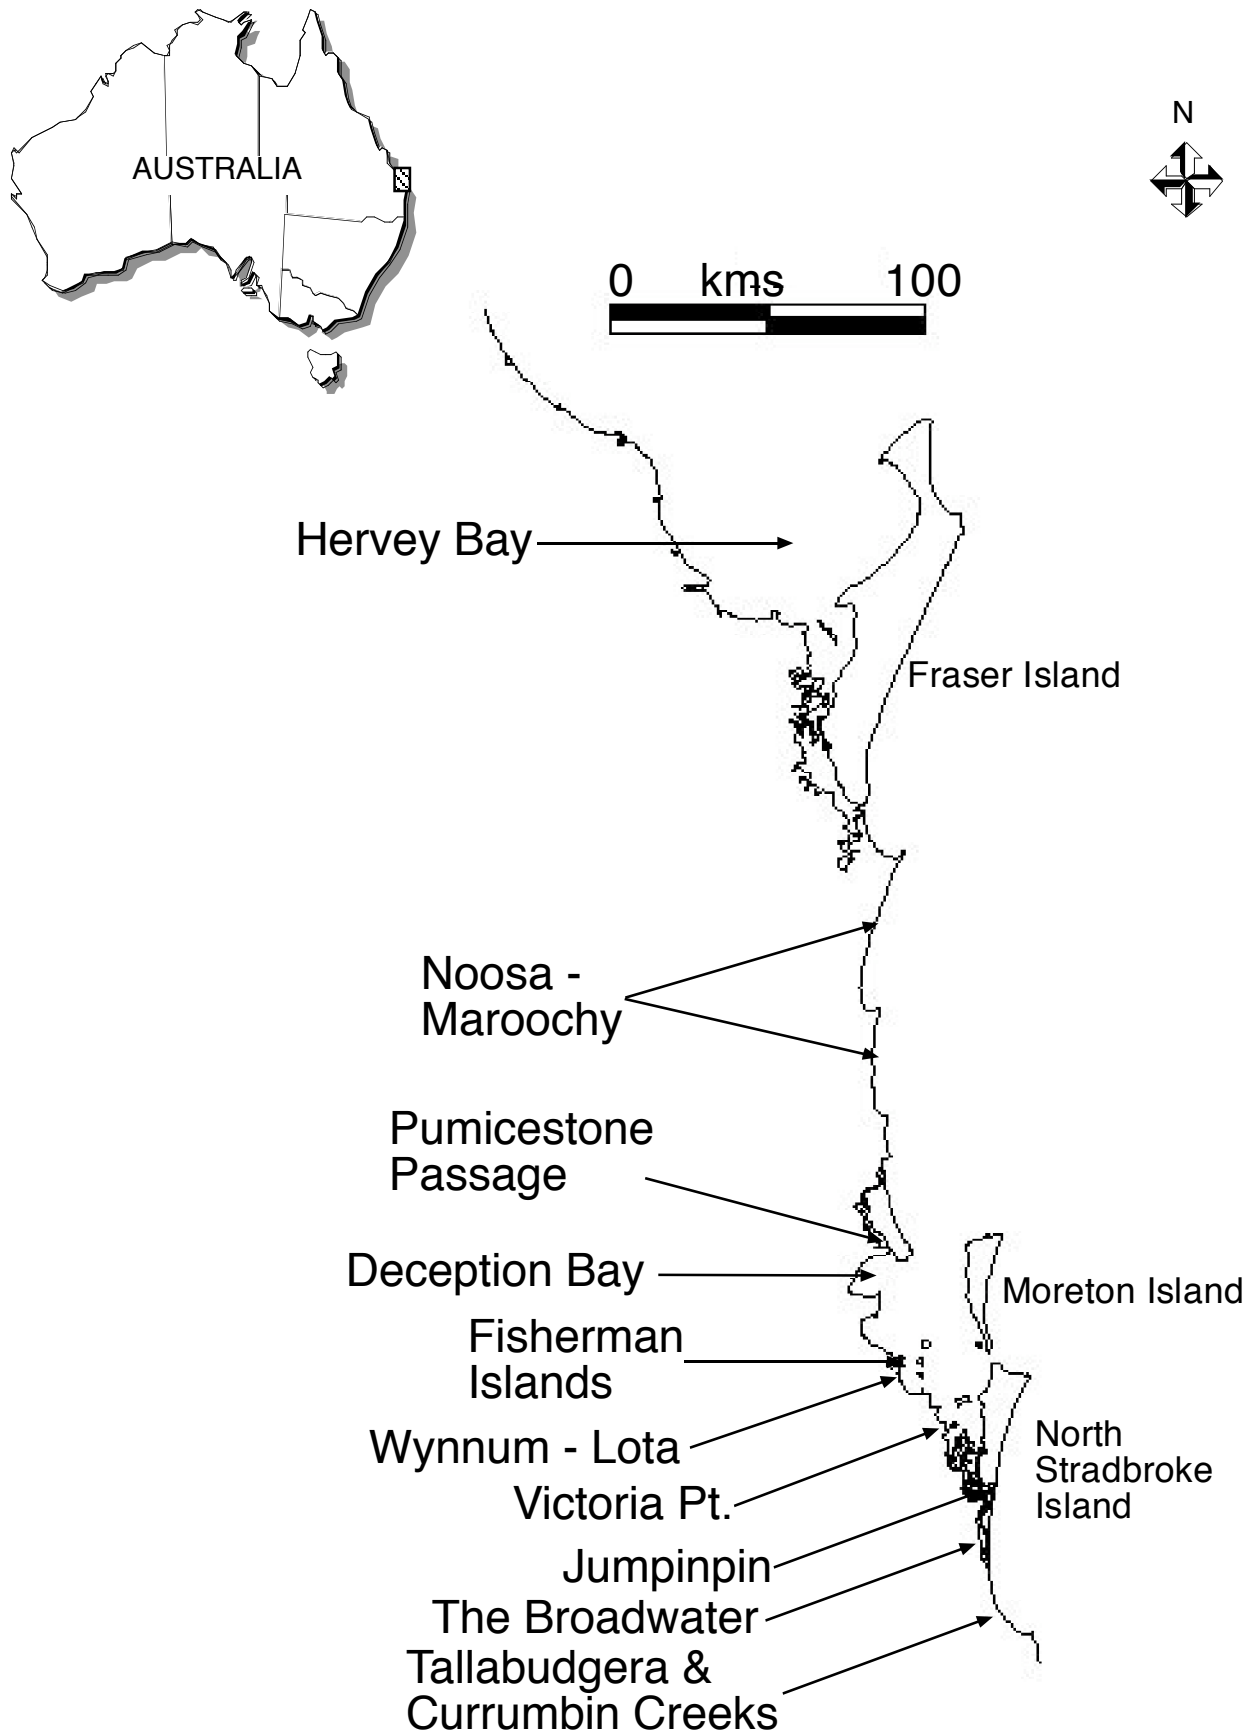 N
AUSTRALIA
0 kms 100
Hervey Bay
Fraser Island
Noosa -
Maroochy
Pumicestone
Passage
Deception Bay
Moreton Island
Fisherman
Islands
Wynnum - Lota
North
Stradbroke
Island
Victoria Pt.
Jumpinpin
The Broadwater
Tallabudgera &
Currumbin Creeks